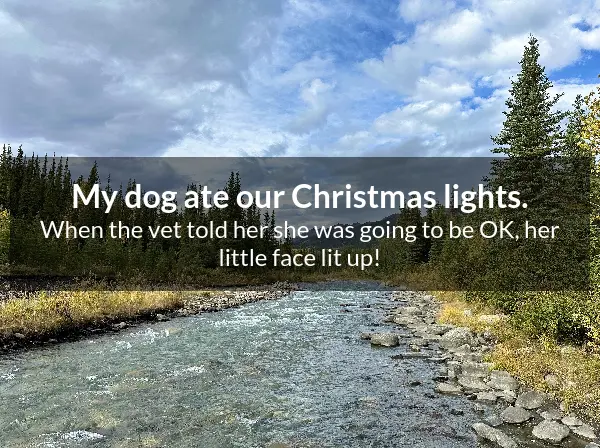 My dog ate our Christmas lights.
When the vet told her she was going to be OK, her
little face lit up!